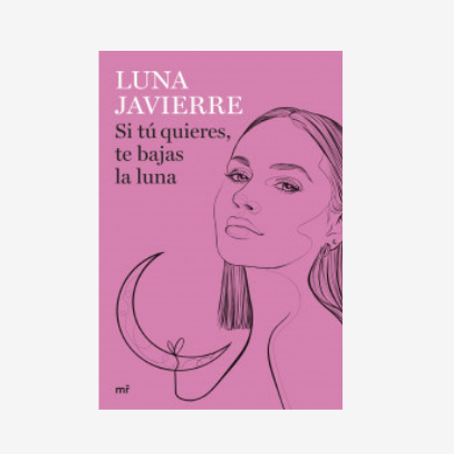 LUNA
JAVIERRE
Si tú quieres,
te bajas
la luna
mr